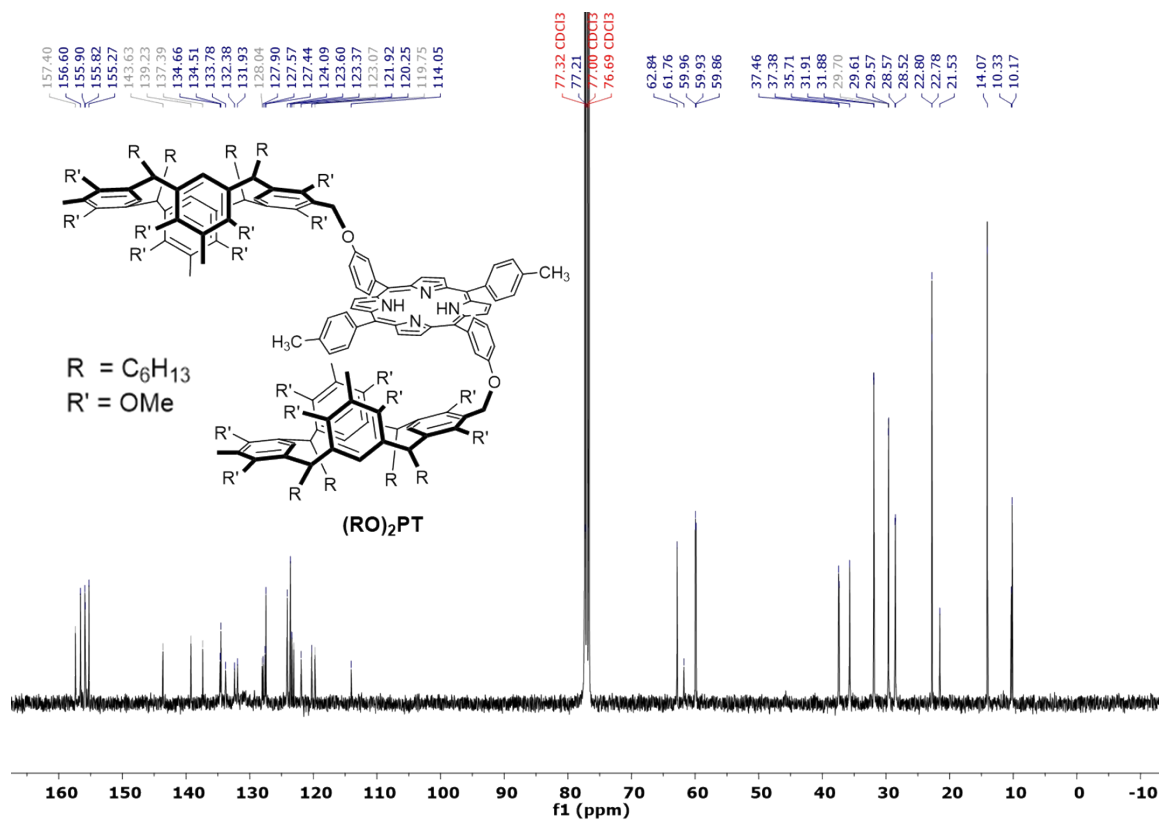 157.40
156.60
155.90
155.82
155.27
143.63
139.23
137.39
134.66
134.51
133.78
132.38
131.93
128.04
127.90
127.57
127.44
124.09
123.60
123.37
123.07
121.92
120.25
119.75
114.05
77.32 CDCl3
77.21
77.00 CDCl3
76.69 CDCl3
62.84
61.76
59.96
59.93
59.86
37.46
37.38
35.71
31.91
31.88
29.70
29.61
29.57
28.57
28.52
22.80
22.78
21.53
14.07
10.33
10.17
R
R
R
R
R'
R'
R'
R'
R'
R'
R'
R'
O
CH₃
N
NH
HN
N
H₃C
O
R'
R'
R'
R'
R'
R'
R'
R'
R
R
R
R
R = C₆H₁₃
R' = OMe
(RO)₂PT
160 150 140 130 120 110 100 90 80 70 60 50 40 30 20 10 0 -10
f1 (ppm)